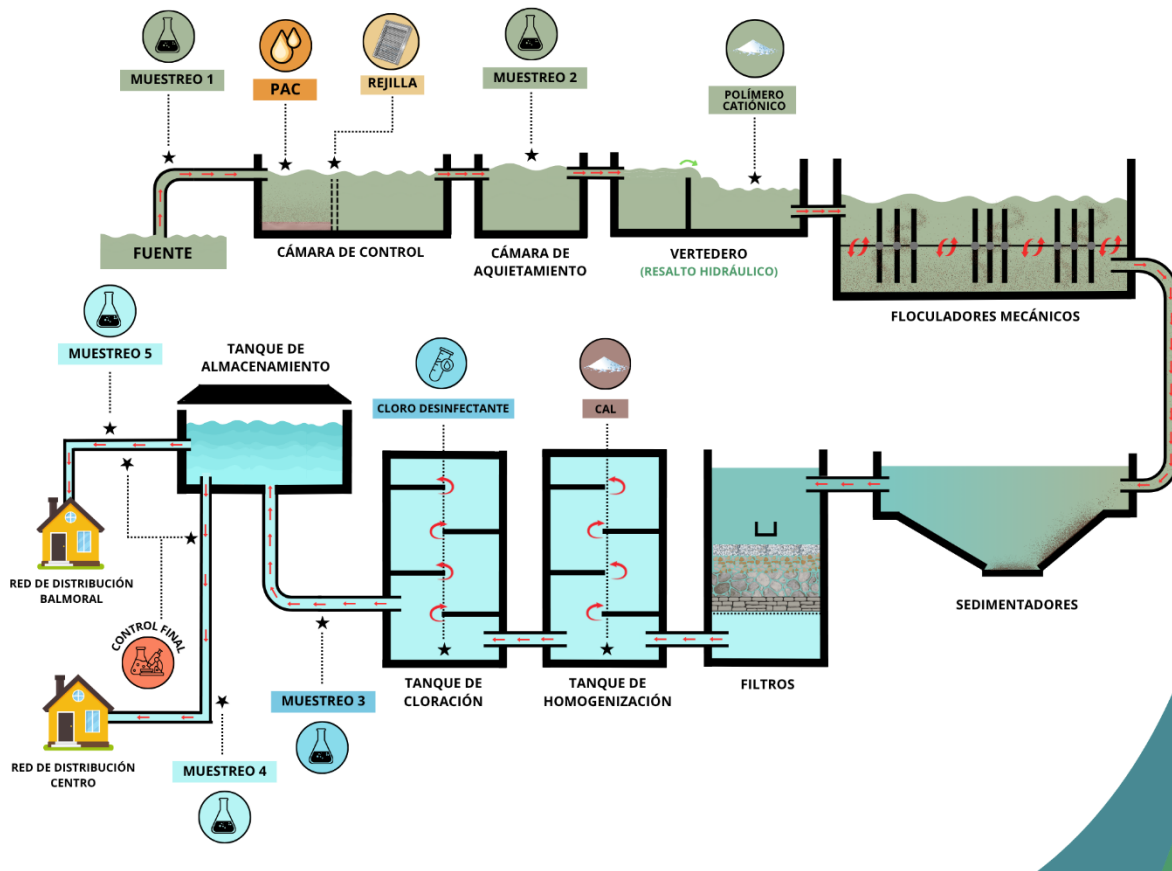 MUESTREO 1
PAC
REJILLA
MUESTREO 2
POLÍMERO
CATIÓNICO
FUENTE
CÁMARA DE CONTROL
CÁMARA DE
AQUIETAMIENTO
VERTEDERO
(RESALTO HIDRÁULICO)
FLOCULADORES MECÁNICOS
MUESTREO 5
TANQUE DE
ALMACENAMIENTO
CLORO DESINFECTANTE
CAL
RED DE DISTRIBUCIÓN
BALMORAL
CONTROL FINAL
SEDIMENTADORES
TANQUE DE
CLORACIÓN
TANQUE DE
HOMOGENIZACIÓN
FILTROS
MUESTREO 3
RED DE DISTRIBUCIÓN
CENTRO
MUESTREO 4